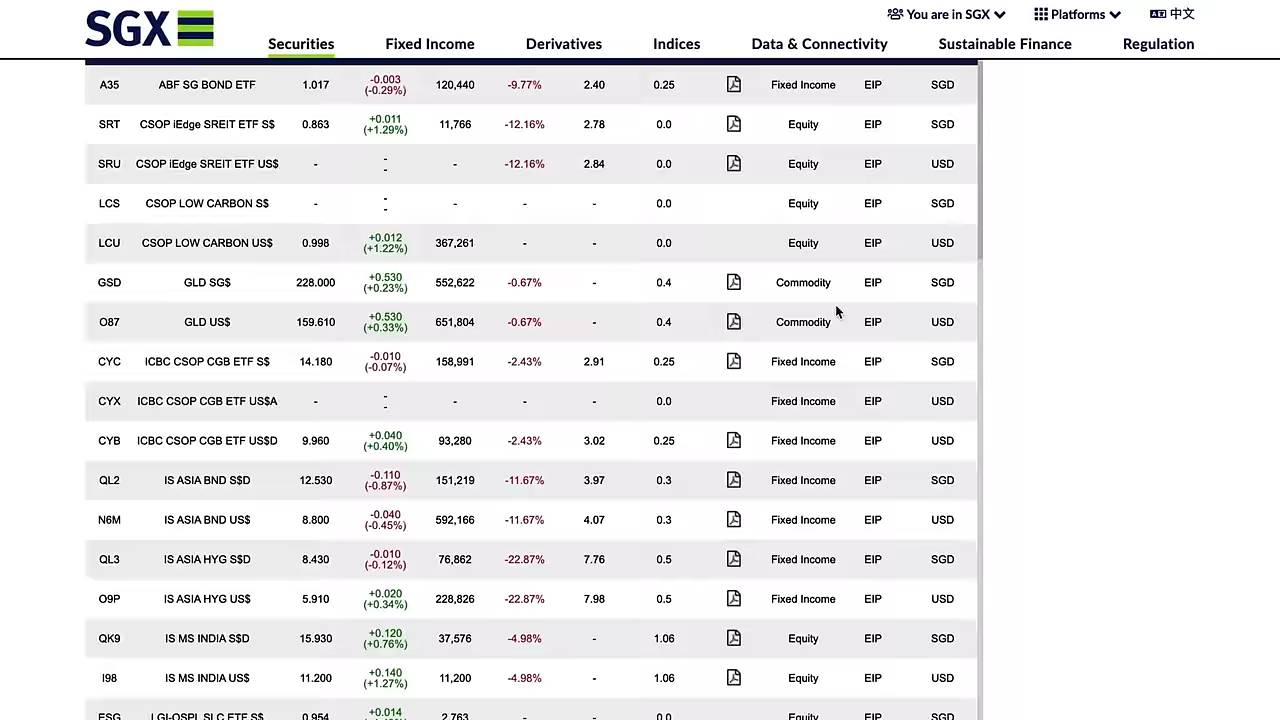 SGX
You are in SGX Platforms 中文
Securities Fixed Income Derivatives Indices Data & Connectivity Sustainable Finance Regulation
A35 ABF SG BOND ETF 1.017 -0.003 (-0.29%) 120,440 -9.77% 2.40 0.25 Fixed Income EIP SGD
SRT CSOP iEdge SREIT ETF S$ 0.863 +0.011 (+1.29%) 11,766 -12.16% 2.78 0.0 Equity EIP SGD
SRU CSOP iEdge SREIT ETF US$ - - - - -12.16% 2.84 0.0 Equity EIP USD
LCS CSOP LOW CARBON S$ - - - - - - 0.0 Equity EIP SGD
LCU CSOP LOW CARBON US$ 0.998 +0.012 (+1.22%) 367,261 - - 0.0 Equity EIP USD
GSD GLD SG$ 228.000 +0.530 (+0.23%) 552,622 -0.67% - 0.4 Commodity EIP SGD
O87 GLD US$ 159.610 +0.530 (+0.33%) 651,804 -0.67% - 0.4 Commodity EIP USD
CYC ICBC CSOP CGB ETF S$ 14.180 -0.010 (-0.07%) 158,991 -2.43% 2.91 0.25 Fixed Income EIP SGD
CYX ICBC CSOP CGB ETF US$A - - - - - - 0.0 Fixed Income EIP USD
CYB ICBC CSOP CGB ETF US$D 9.960 +0.040 (+0.40%) 93,280 -2.43% 3.02 0.25 Fixed Income EIP USD
QL2 IS ASIA BND S$D 12.530 -0.110 (-0.87%) 151,219 -11.67% 3.97 0.3 Fixed Income EIP SGD
N6M IS ASIA BND US$ 8.800 -0.040 (-0.45%) 592,166 -11.67% 4.07 0.3 Fixed Income EIP USD
QL3 IS ASIA HYG S$D 8.430 -0.010 (-0.12%) 76,862 -22.87% 7.76 0.5 Fixed Income EIP SGD
O9P IS ASIA HYG US$ 5.910 +0.020 (+0.34%) 228,826 -22.87% 7.98 0.5 Fixed Income EIP USD
QK9 IS MS INDIA S$D 15.930 +0.120 (+0.76%) 37,576 -4.98% - 1.06 Equity EIP SGD
I98 IS MS INDIA US$ 11.200 +0.140 (+1.27%) 11,200 -4.98% - 1.06 Equity EIP USD
ESG LGI-OSPL SLC ETF S$ 0.954 +0.014 2,763 - - 0.0 Equity EIP SGD